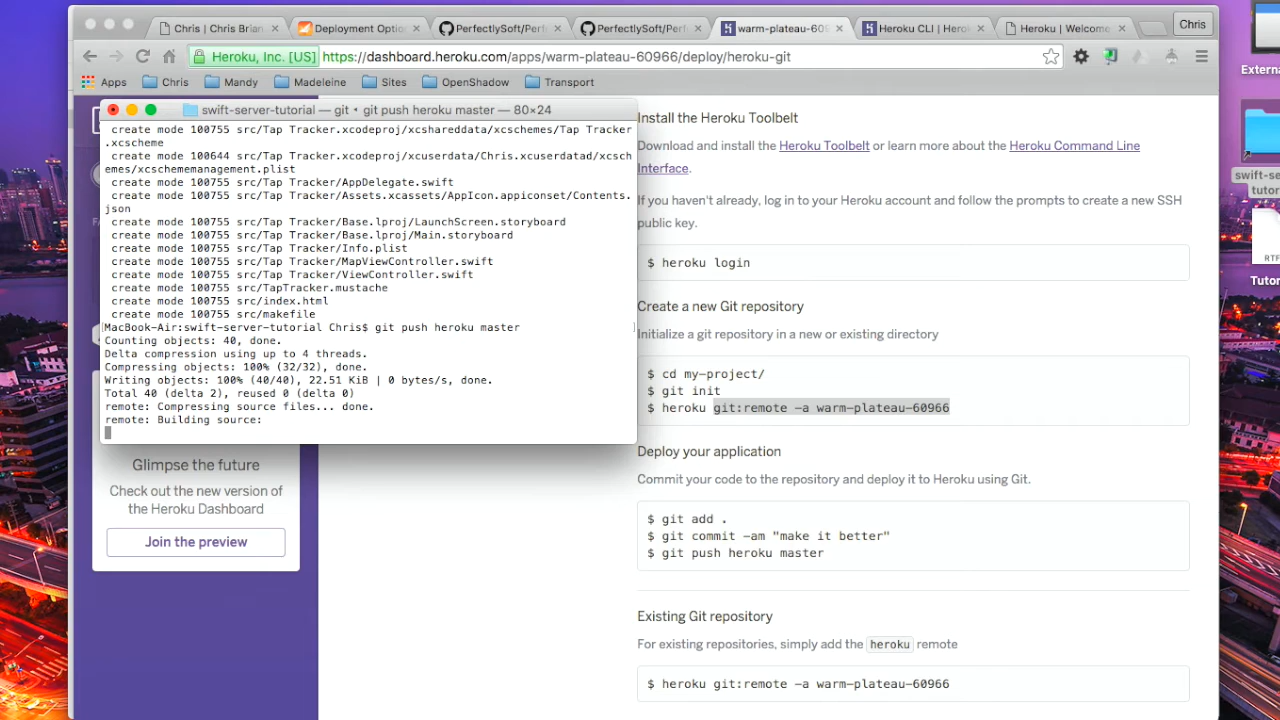 Chris | Chris Brian
Deployment Optio
PerfectlySoft/Perf
PerfectlySoft/Perf
warm-plateau-609
Heroku CLI | Herok
Heroku | Welcome
Chris
Heroku, Inc. [US]
https://dashboard.heroku.com/apps/warm-plateau-60966/deploy/heroku-git
Apps
Chris
Mandy
Madeleine
Sites
OpenShadow
Transport
swift-server-tutorial — git ‹ git push heroku master — 80×24
create mode 100755 src/Tap Tracker.xcodeproj/xcshareddata/xcschemes/Tap Tracker
.xcscheme
create mode 100644 src/Tap Tracker.xcodeproj/xcuserdata/Chris.xcuserdatad/xcsch
emes/xcschememanagement.plist
create mode 100755 src/Tap Tracker/AppDelegate.swift
create mode 100755 src/Tap Tracker/Assets.xcassets/AppIcon.appiconset/Contents.
json
create mode 100755 src/Tap Tracker/Base.lproj/LaunchScreen.storyboard
create mode 100755 src/Tap Tracker/Base.lproj/Main.storyboard
create mode 100755 src/Tap Tracker/Info.plist
create mode 100755 src/Tap Tracker/MapViewController.swift
create mode 100755 src/Tap Tracker/ViewController.swift
create mode 100755 src/TapTracker.mustache
create mode 100755 src/index.html
create mode 100755 src/makefile
MacBook-Air:swift-server-tutorial Chris$ git push heroku master
Counting objects: 40, done.
Delta compression using up to 4 threads.
Compressing objects: 100% (32/32), done.
Writing objects: 100% (40/40), 22.51 KiB | 0 bytes/s, done.
Total 40 (delta 2), reused 0 (delta 0)
remote: Compressing source files... done.
remote: Building source:
Glimpse the future
Check out the new version of
the Heroku Dashboard
Join the preview
Install the Heroku Toolbelt
Download and install the Heroku Toolbelt or learn more about the Heroku Command Line
Interface.
If you haven't already, log in to your Heroku account and follow the prompts to create a new SSH
public key.
$ heroku login
Create a new Git repository
Initialize a git repository in a new or existing directory
$ cd my-project/
$ git init
$ heroku git:remote -a warm-plateau-60966
Deploy your application
Commit your code to the repository and deploy it to Heroku using Git.
$ git add .
$ git commit -am "make it better"
$ git push heroku master
Existing Git repository
For existing repositories, simply add the heroku remote
$ heroku git:remote -a warm-plateau-60966
Externa
swift-se
tutor
RTF
Tutor